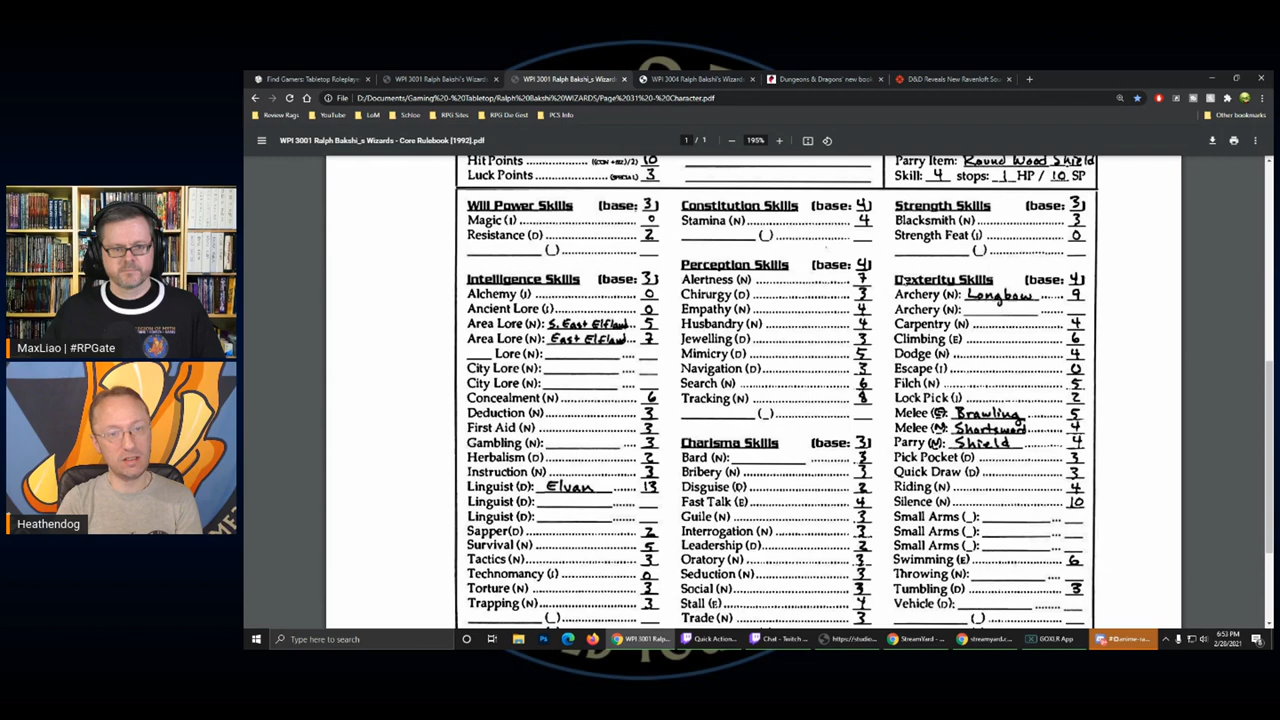 Find Gamers: Tabletop Roleplaye
WPI 3001 Ralph Bakshi's Wizards
WPI 3001 Ralph Bakshi_s Wizard
WPI 3004 Ralph Bakshi's Wizards
Dungeons & Dragons' new book
D&D Reveals New Ravenloft Sou
File
D:/Documents/Gaming%20-%20Tabletop/Ralph%20Bakshi%20WIZARDS/Page%2031%20-%20Character.pdf
Review Rags
YouTube
LoM
Schloe
RPG Sites
RPG Die Gest
PCS Info
Other bookmarks
WPI 3001 Ralph Bakshi_s Wizards - Core Rulebook [1992].pdf
1 / 1
195%
Hit Points 10
Luck Points (SPECIAL) 3
Parry Item: Round Wood Shield
Skill: 4 stops: 1 HP / 10 SP
Will Power Skills (base: 3)
Magic (I) 0
Resistance (D) 2
(_)
Intelligence Skills (base: 3)
Alchemy (I) 0
Ancient Lore (I) 0
Area Lore (N): S. East Elfland 5
Area Lore (N): East Elfland 7
___ Lore (N):
City Lore (N):
City Lore (N):
Concealment (N) 6
Deduction (N) 3
First Aid (N) 3
Gambling (N) 3
Herbalism (D) 2
Instruction (N) 3
Linguist (D): Elvan 13
Linguist (D):
Linguist (D):
Sapper(D) 2
Survival (N) 5
Tactics (N) 3
Technomancy (I) 0
Torture (N) 3
Trapping (N) 3
(_)
Constitution Skills (base: 4)
Stamina (N) 4
(_)
Perception Skills (base: 4)
Alertness (N) 7
Chirurgy (D) 3
Empathy (N) 4
Husbandry (N) 4
Jewelling (D) 3
Mimicry (D) 5
Navigation (D) 3
Search (N) 6
Tracking (N) 8
(_)
Charisma Skills (base: 3)
Bard (N): 3
Bribery (N) 3
Disguise (D) 2
Fast Talk (E) 4
Guile (N) 3
Interrogation (N) 3
Leadership (D) 2
Oratory (N) 3
Seduction (N) 3
Social (N) 3
Stall (E) 4
Trade (N) 3
Strength Skills (base: 3)
Blacksmith (N) 3
Strength Feat (I) 0
(_)
Dexterity Skills (base: 4)
Archery (N): Longbow 9
Archery (N):
Carpentry (N) 4
Climbing (E) 6
Dodge (N) 4
Escape (I) 0
Filch (N) 5
Lock Pick (I) 2
Melee (E): Brawling 5
Melee (N): Shortsword 4
Parry (N): Shield 4
Pick Pocket (D) 3
Quick Draw (D) 3
Riding (N) 4
Silence (N) 10
Small Arms (_):
Small Arms (_):
Small Arms (_):
Swimming (E) 6
Throwing (N):
Tumbling (D) 3
Vehicle (D):
(_)
MaxLiao | #RPGate
Heathendog
Type here to search
WPI 3001 Ralp...
Quick Action...
Chat - Twitch ...
https://studio...
StreamYard - ...
streamyard.c...
GOXLR App
6:53 PM
2/28/2021